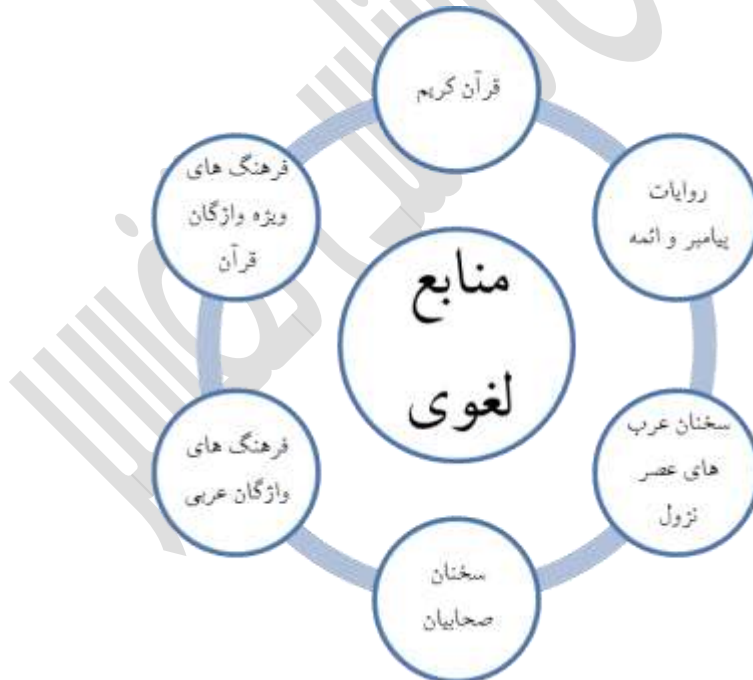 قرآن کریم
روایات
پیامبر و ائمه
سخنان عرب
های عصر
نزول
سخنان
صحابیان
فرهنگ های
واژگان عربی
فرهنگ های
ویژه واژگان
قرآن
منابع
لغوی